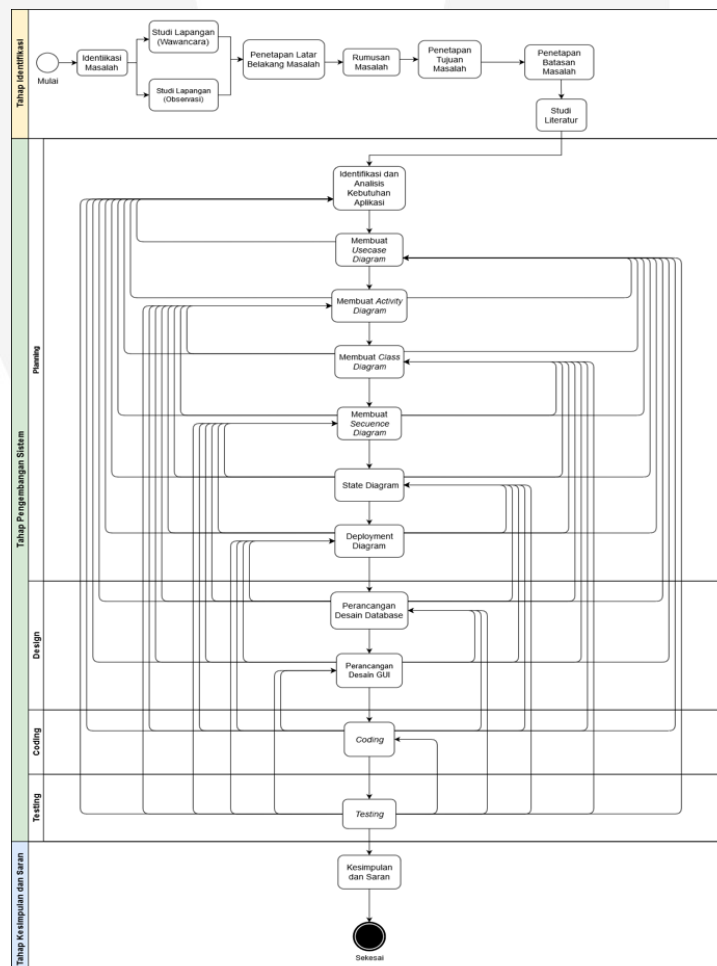 Tahap Identifikasi
Mulai
Identiikasi
Masalah
Studi Lapangan
(Wawancara)
Studi Lapangan
(Observasi)
Penetapan Latar
Belakang Masalah
Rumusan
Masalah
Penetapan
Tujuan
Masalah
Penetapan
Batasan
Masalah
Studi
Literatur
Tahap Pengembangan Sistem
Planning
Identifikasi dan
Analisis
Kebutuhan
Aplikasi
Membuat
Usecase
Diagram
Membuat Activity
Diagram
Membuat Class
Diagram
Membuat
Secuence
Diagram
State Diagram
Deployment
Diagram
Design
Perancangan
Desain Database
Perancangan
Desain GUI
Coding
Coding
Testing
Testing
Tahap Kesimpulan dan Saran
Kesimpulan
dan Saran
Sekesai